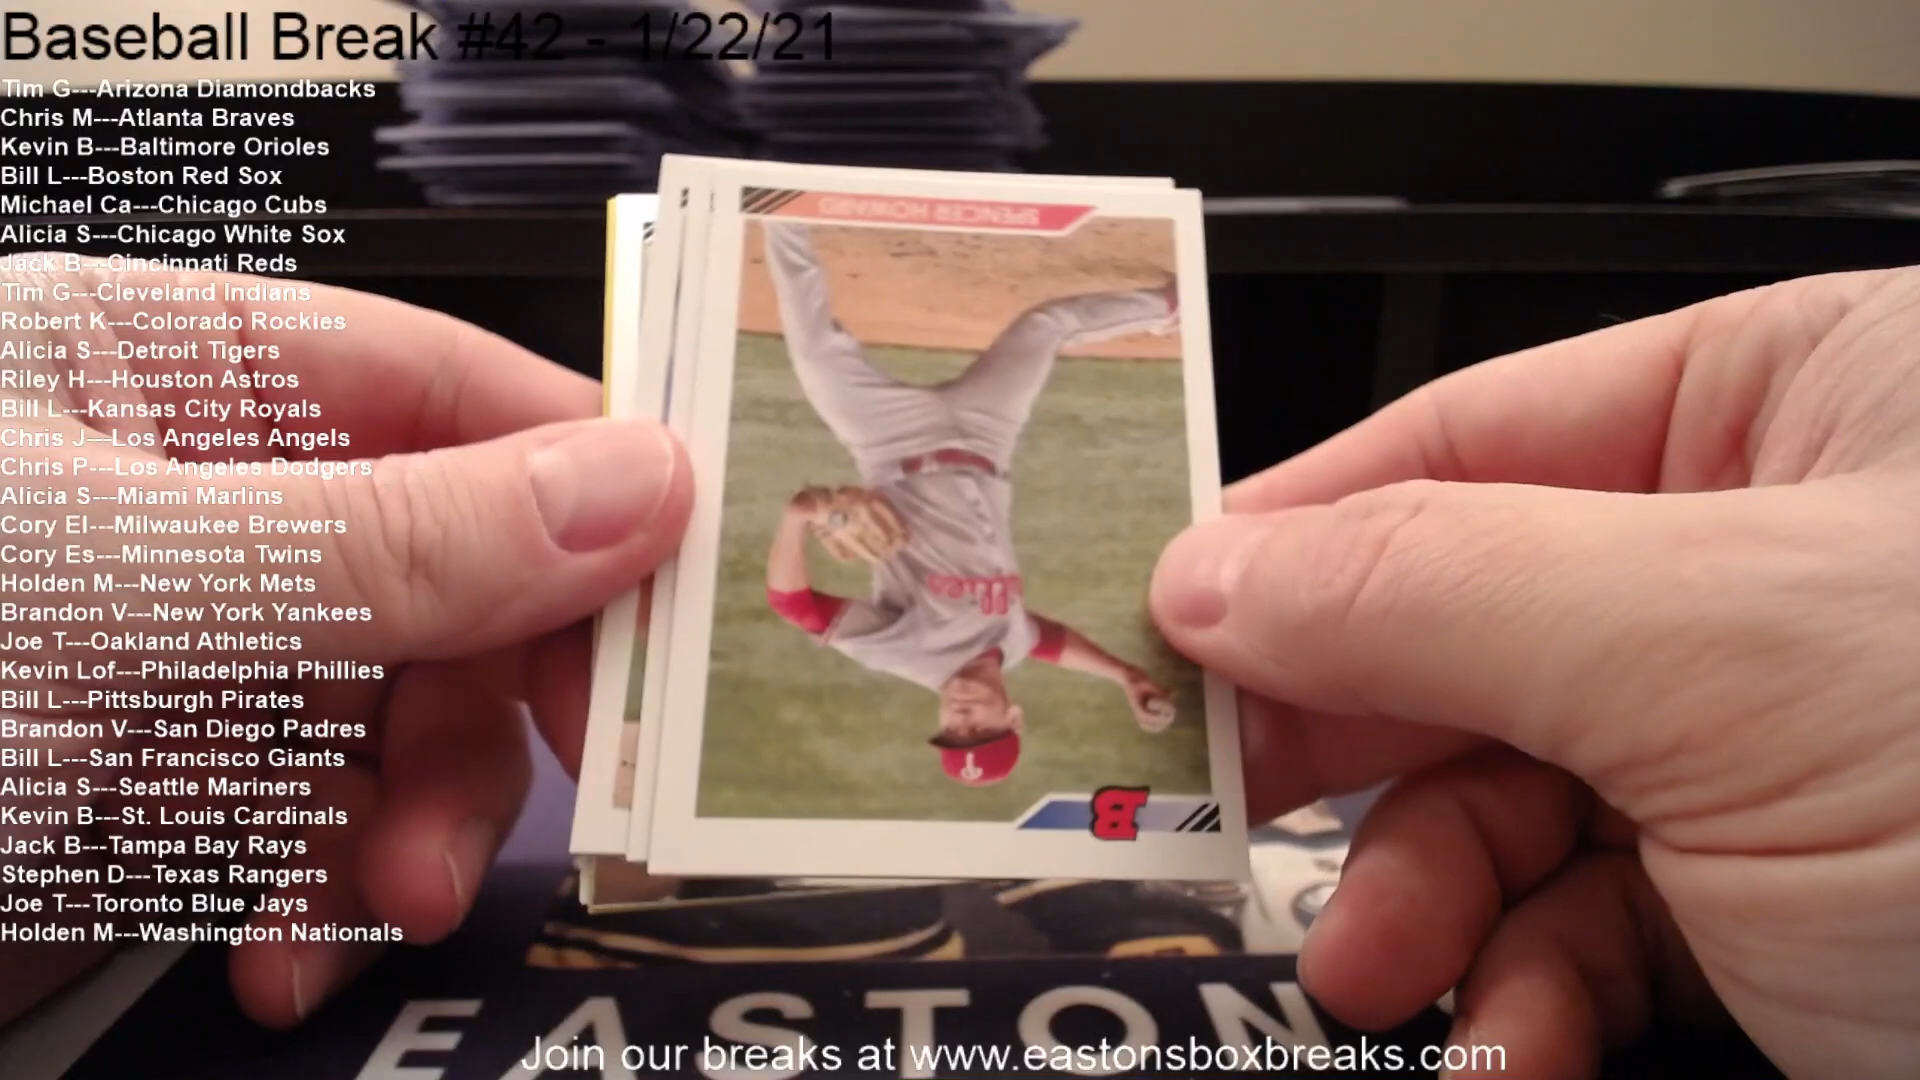 Baseball Break #42 - 1/22/21
Tim G---Arizona Diamondbacks
Chris M---Atlanta Braves
Kevin B---Baltimore Orioles
Bill L---Boston Red Sox
Michael Ca---Chicago Cubs
Alicia S---Chicago White Sox
Jack B---Cincinnati Reds
Tim G---Cleveland Indians
Robert K---Colorado Rockies
Alicia S---Detroit Tigers
Riley H---Houston Astros
Bill L---Kansas City Royals
Chris J---Los Angeles Angels
Chris P---Los Angeles Dodgers
Alicia S---Miami Marlins
Cory El---Milwaukee Brewers
Cory Es---Minnesota Twins
Holden M---New York Mets
Brandon V---New York Yankees
Joe T---Oakland Athletics
Kevin Lof---Philadelphia Phillies
Bill L---Pittsburgh Pirates
Brandon V---San Diego Padres
Bill L---San Francisco Giants
Alicia S---Seattle Mariners
Kevin B---St. Louis Cardinals
Jack B---Tampa Bay Rays
Stephen D---Texas Rangers
Joe T---Toronto Blue Jays
Holden M---Washington Nationals
SPENCER HOWARD
illies
B
EASTON
Join our breaks at www.eastonsboxbreaks.com